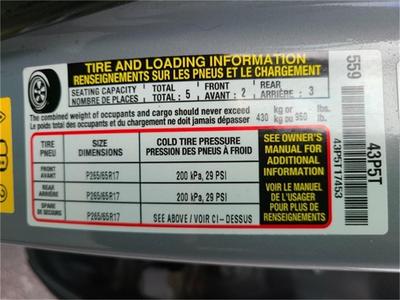 TIRE AND LOADING INFORMATION
RENSEIGNEMENTS SUR LES PNEUS ET LE CHARGEMENT
SEATING CAPACITY TOTAL : 5 FRONT : 2 REAR : 3
NOMBRE DE PLACES TOTAL AVANT ARRIÈRE
The combined weight of occupants and cargo should never exceed 430 kg or 950 lbs.
Le poids total des occupants et du chargement ne doit jamais dépasser kg ou lb.
TIRE SIZE COLD TIRE PRESSURE
PNEU DIMENSIONS PRESSION DES PNEUS À FROID
FRONT P265/65R17 200 kPa, 29 PSI
AVANT
REAR P265/65R17 200 kPa, 29 PSI
ARRIÈRE
SPARE P265/65R17 SEE ABOVE / VOIR CI-DESSUS
DE SECOURS
SEE OWNER'S
MANUAL FOR
ADDITIONAL
INFORMATION
VOIR LE MANUEL
DE L'USAGER
POUR PLUS DE
RENSEIGNEMENTS
559
43P5T
43P5T17453